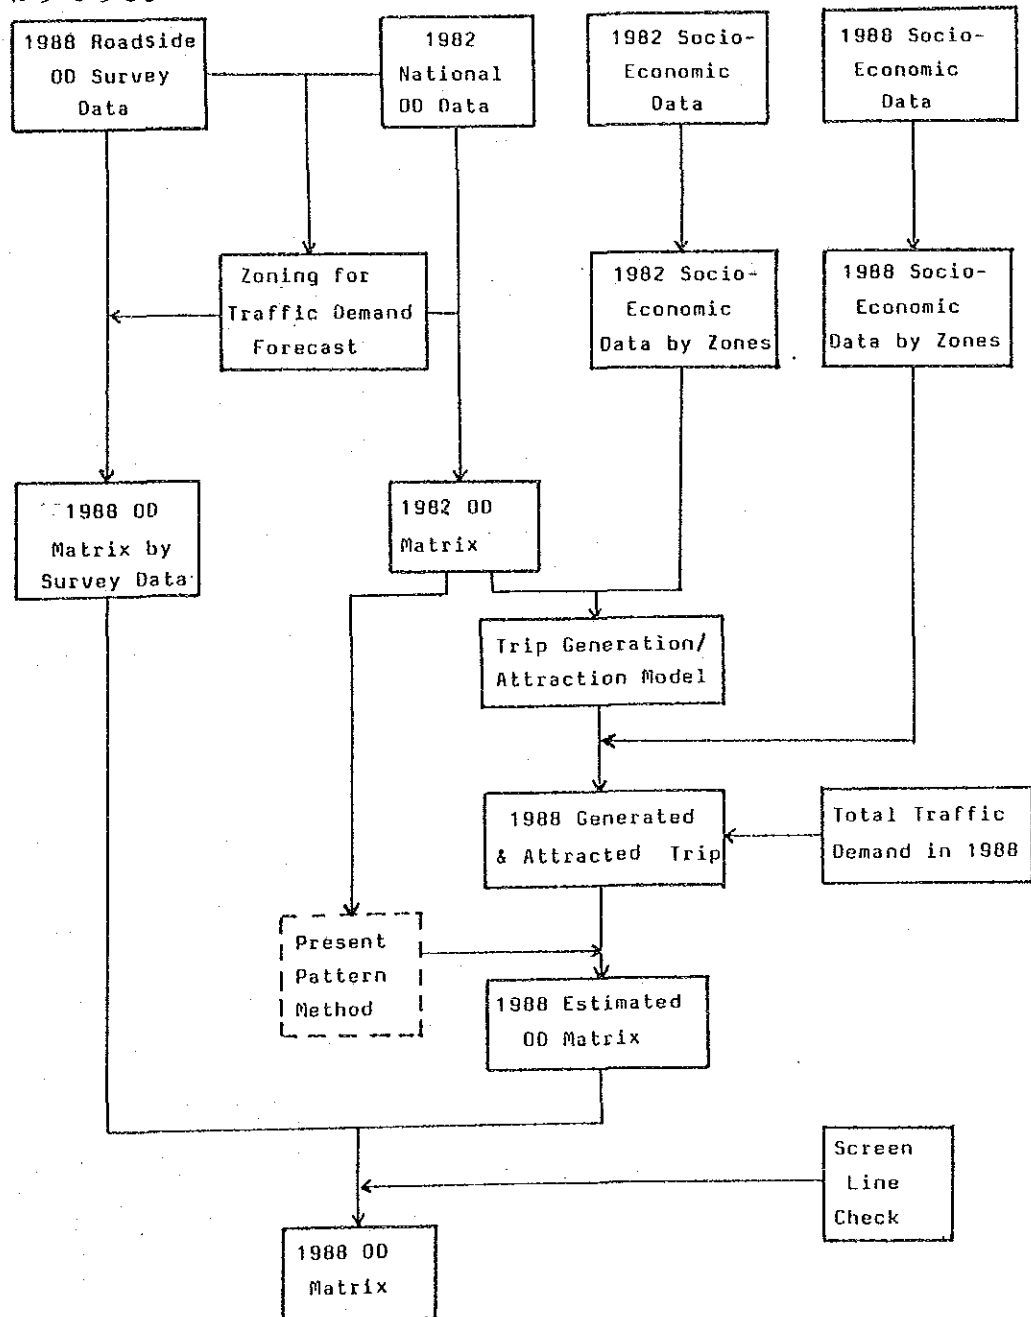 1988 Roadside
OD Survey
Data
1982
National
OD Data
1982 Socio-
Economic
Data
1988 Socio-
Economic
Data
Zoning for
Traffic Demand
Forecast
1982 Socio-
Economic
Data by Zones
1988 Socio-
Economic
Data by Zones
1988 OD
Matrix by
Survey Data
1982 OD
Matrix
Trip Generation/
Attraction Model
1988 Generated
& Attracted Trip
Total Traffic
Demand in 1988
Present
Pattern
Method
1988 Estimated
OD Matrix
Screen
Line
Check
1988 OD
Matrix